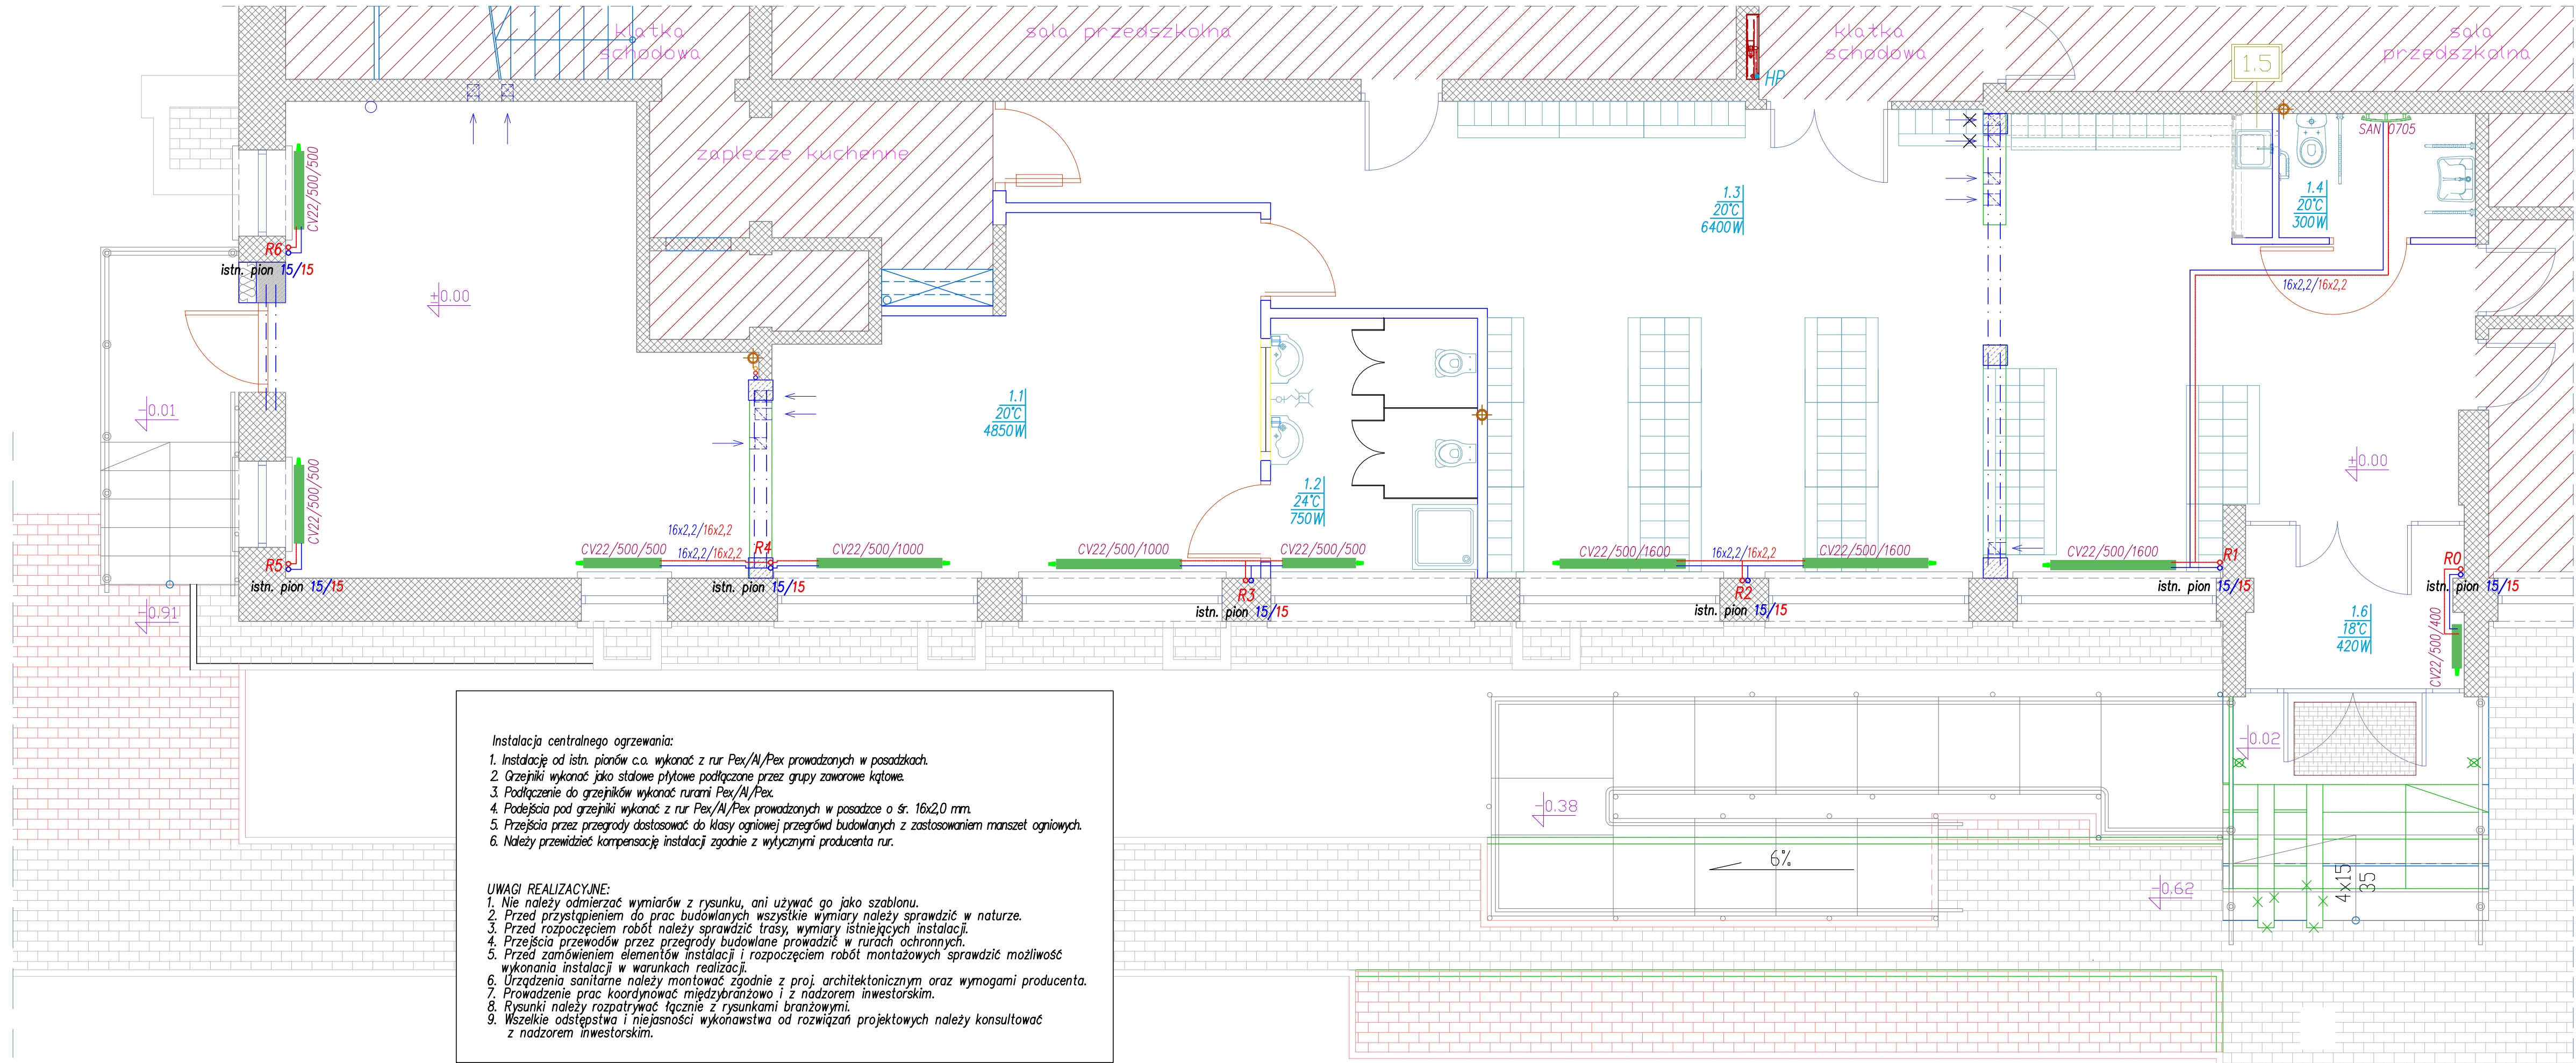 klatka
schodowa
sala przedszkolna
klatka
schodowa
sala
przedszkolna
HP
1.5
SAN 0705
zaplecze kuchenne
CV22/500/500
R6
istn. pion 15/15
±0.00
1.3
20°C
6400W
1.4
20°C
300W
16x2,2/16x2,2
-0.01
1.1
20°C
4850W
1.2
24°C
750W
±0.00
CV22/500/500
R5
istn. pion 15/15
-0.91
16x2,2/16x2,2
CV22/500/500
16x2,2/16x2,2
R4
CV22/500/1000
istn. pion 15/15
CV22/500/1000
CV22/500/500
R3
istn. pion 15/15
CV22/500/1600
16x2,2/16x2,2
CV22/500/1600
R2
istn. pion 15/15
CV22/500/1600
R1
istn. pion 15/15
R0
istn. pion 15/15
1.6
18°C
420W
CV22/500/400
-0.02
-0.38
6%
-0.62
4x15
35
Instalacja centralnego ogrzewania:
1. Instalację od istn. pionów c.o. wykonać z rur Pex/Al/Pex prowadzonych w posadzkach.
2. Grzejniki wykonać jako stalowe płytowe podłączone przez grupy zaworowe kątowe.
3. Podłączenie do grzejników wykonać rurami Pex/Al/Pex.
4. Podejścia pod grzejniki wykonać z rur Pex/Al/Pex prowadzonych w posadzce o śr. 16x2,0 mm.
5. Przejścia przez przegrody dostosować do klasy ogniowej przegrówd budowlanych z zastosowaniem manszet ogniowych.
6. Należy przewidzieć kompensację instalacji zgodnie z wytycznymi producenta rur.
UWAGI REALIZACYJNE:
1. Nie należy odmierzać wymiarów z rysunku, ani używać go jako szablonu.
2. Przed przystąpieniem do prac budowlanych wszystkie wymiary należy sprawdzić w naturze.
3. Przed rozpoczęciem robót należy sprawdzić trasy, wymiary istniejących instalacji.
4. Przejścia przewodów przez przegrody budowlane prowadzić w rurach ochronnych.
5. Przed zamówieniem elementów instalacji i rozpoczęciem robót montażowych sprawdzić możliwość
wykonania instalacji w warunkach realizacji.
6. Urządzenia sanitarne należy montować zgodnie z proj. architektonicznym oraz wymogami producenta.
7. Prowadzenie prac koordynować międzybranżowo i z nadzorem inwestorskim.
8. Rysunki należy rozpatrywać łącznie z rysunkami branżowymi.
9. Wszelkie odstępstwa i niejasności wykonawstwa od rozwiązań projektowych należy konsultować
z nadzorem inwestorskim.